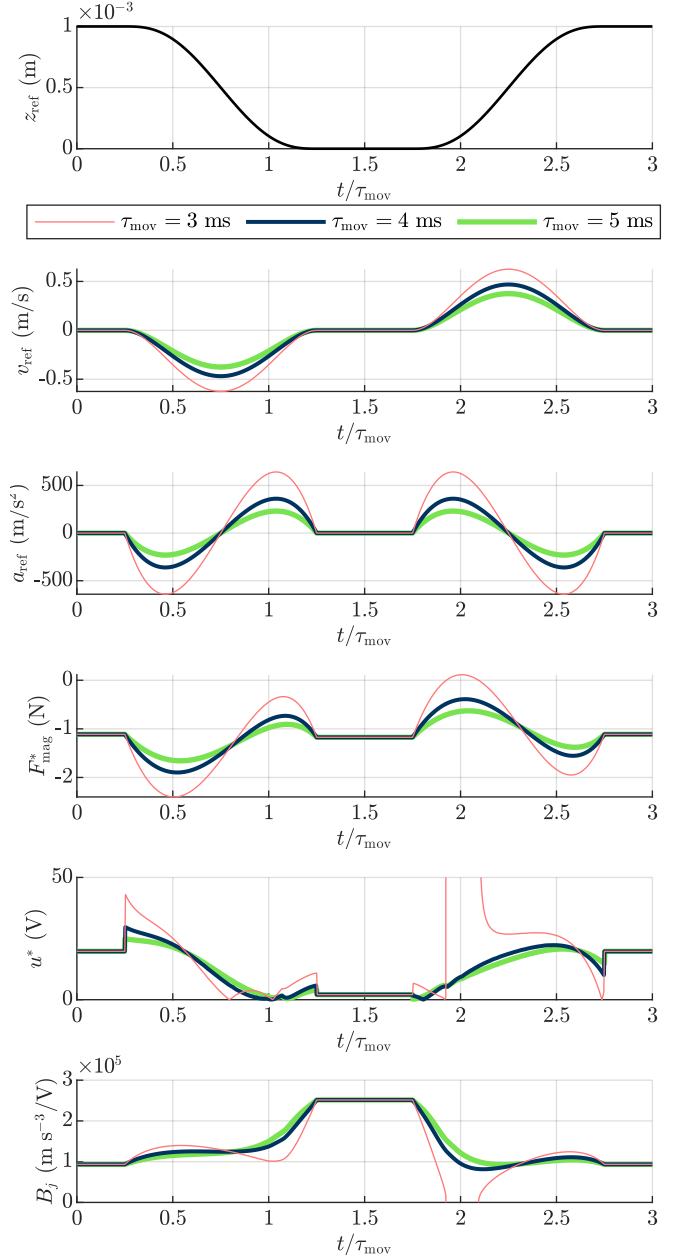 ×10⁻³
z_ref (m)
1
0.5
0
0 0.5 1 1.5 2 2.5 3
t/τ_mov
τ_mov = 3 ms τ_mov = 4 ms τ_mov = 5 ms
v_ref (m/s)
0.5
0
-0.5
0 0.5 1 1.5 2 2.5 3
t/τ_mov
a_ref (m/s²)
500
0
-500
0 0.5 1 1.5 2 2.5 3
t/τ_mov
F*_mag (N)
0
-1
-2
0 0.5 1 1.5 2 2.5 3
t/τ_mov
u* (V)
50
0
0 0.5 1 1.5 2 2.5 3
t/τ_mov
×10⁵
B_j (m s⁻³/V)
3
2
1
0
0 0.5 1 1.5 2 2.5 3
t/τ_mov